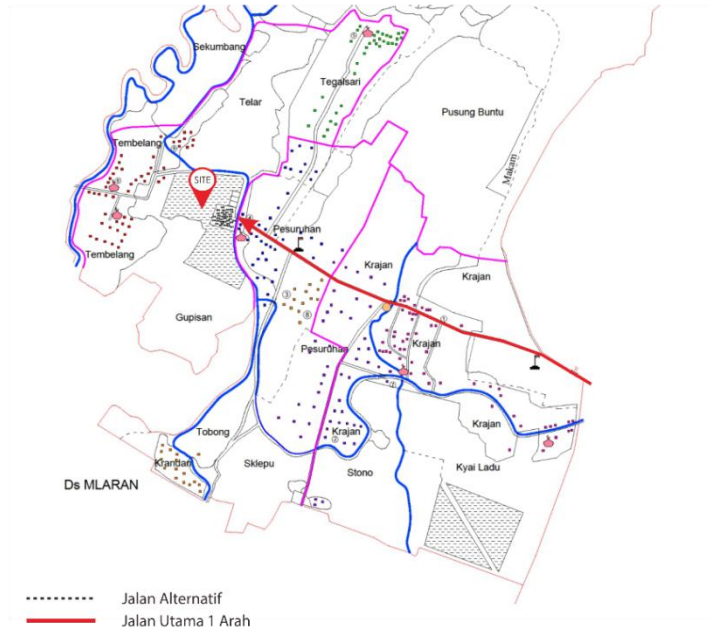 Sekumbang
Tegalsari
Telar
Pusung Buntu
Tembelang
Makam
SITE
Pesuruhan
Krajan
Krajan
Tembelang
Gupisan
Krajan
Pesuruhan
Krajan
Krajan
Tobong
Krandan
Sklepu
Stono
Kyai Ladu
Ds MLARAN
Jalan Alternatif
Jalan Utama 1 Arah